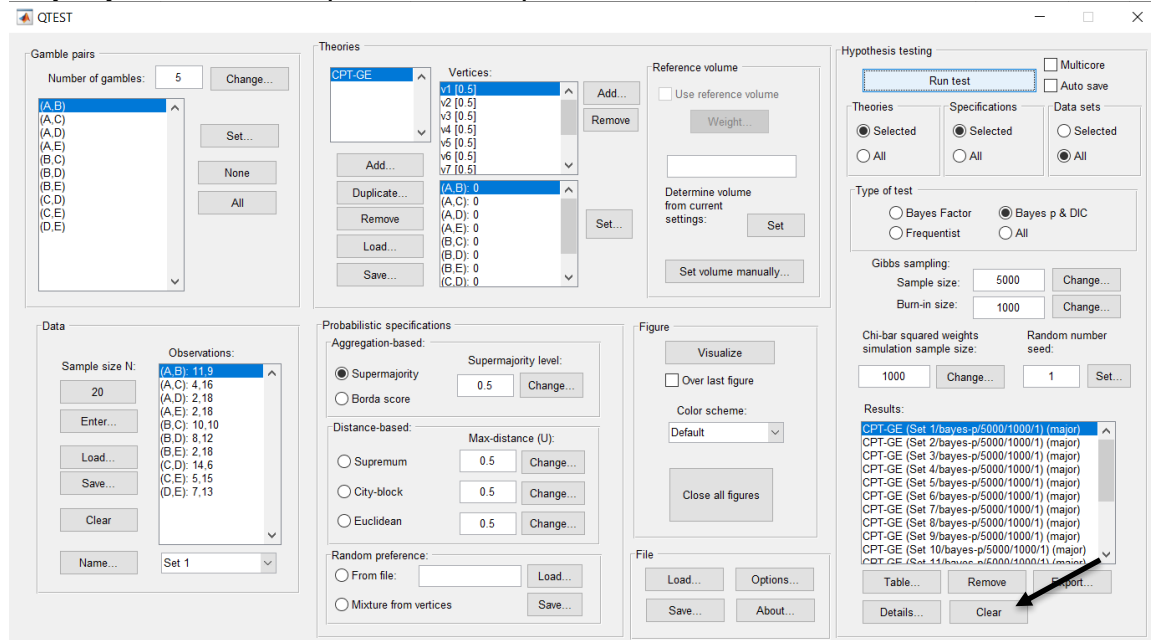 QTEST
Gamble pairs
Number of gambles: 5 Change...
(A,B)
(A,C)
(A,D)
(A,E)
(B,C)
(B,D)
(B,E)
(C,D)
(C,E)
(D,E)
Set...
None
All
Theories
CPT-GE
Add...
Duplicate...
Remove
Load...
Save...
Vertices:
v1 [0.5]
v2 [0.5]
v3 [0.5]
v4 [0.5]
v5 [0.5]
v6 [0.5]
v7 [0.5]
Add...
Remove
(A,B): 0
(A,C): 0
(A,D): 0
(A,E): 0
(B,C): 0
(B,D): 0
(B,E): 0
(C,D): 0
Set...
Reference volume
Use reference volume
Weight...
Determine volume
from current
settings: Set
Set volume manually...
Hypothesis testing
Run test
Multicore
Auto save
Theories
Selected
All
Specifications
Selected
All
Data sets
Selected
All
Type of test
Bayes Factor Bayes p & DIC
Frequentist All
Gibbs sampling:
Sample size: 5000 Change...
Burn-in size: 1000 Change...
Chi-bar squared weights
simulation sample size:
1000 Change...
Random number
seed:
1 Set...
Results:
CPT-GE (Set 1/bayes-p/5000/1000/1) (major)
CPT-GE (Set 2/bayes-p/5000/1000/1) (major)
CPT-GE (Set 3/bayes-p/5000/1000/1) (major)
CPT-GE (Set 4/bayes-p/5000/1000/1) (major)
CPT-GE (Set 5/bayes-p/5000/1000/1) (major)
CPT-GE (Set 6/bayes-p/5000/1000/1) (major)
CPT-GE (Set 7/bayes-p/5000/1000/1) (major)
CPT-GE (Set 8/bayes-p/5000/1000/1) (major)
CPT-GE (Set 9/bayes-p/5000/1000/1) (major)
CPT-GE (Set 10/bayes-p/5000/1000/1) (major)
CPT-GE (Set 11/bayes-p/5000/1000/1) (major)
Table... Remove Export...
Details... Clear
Data
Sample size N:
20
Enter...
Load...
Save...
Clear
Name...
Observations:
(A,B): 11,9
(A,C): 4,16
(A,D): 2,18
(A,E): 2,18
(B,C): 10,10
(B,D): 8,12
(B,E): 2,18
(C,D): 14,6
(C,E): 5,15
(D,E): 7,13
Set 1
Probabilistic specifications
Aggregation-based:
Supermajority level:
Supermajority 0.5 Change...
Borda score
Distance-based:
Max-distance (U):
Supremum 0.5 Change...
City-block 0.5 Change...
Euclidean 0.5 Change...
Random preference:
From file: Load...
Mixture from vertices Save...
Figure
Visualize
Over last figure
Color scheme:
Default
Close all figures
File
Load... Options...
Save... About...